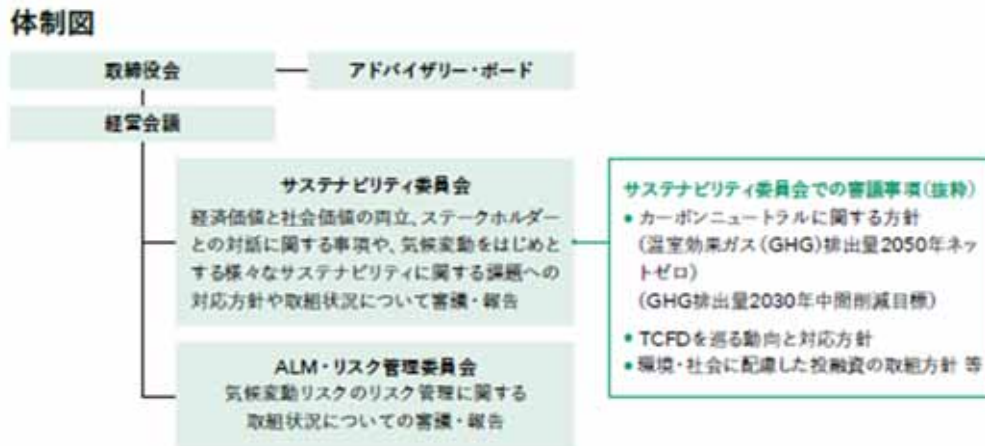 体制図
取締役会
アドバイザリー・ボード
経営会議
サステナビリティ委員会
経済価値と社会価値の両立、ステークホルダー
との対話に関する事項や、気候変動をはじめと
する様々なサステナビリティに関する課題への
対応方針や取組状況について審議・報告
サステナビリティ委員会での審議事項(抜粋)
• カーボンニュートラルに関する方針
(温室効果ガス(GHG)排出量2050年ネッ
トゼロ)
(GHG排出量2030年中間削減目標)
• TCFDを巡る動向と対応方針
• 環境・社会に配慮した投融資の取組方針 等
ALM・リスク管理委員会
気候変動リスクのリスク管理に関する
取組状況についての審議・報告